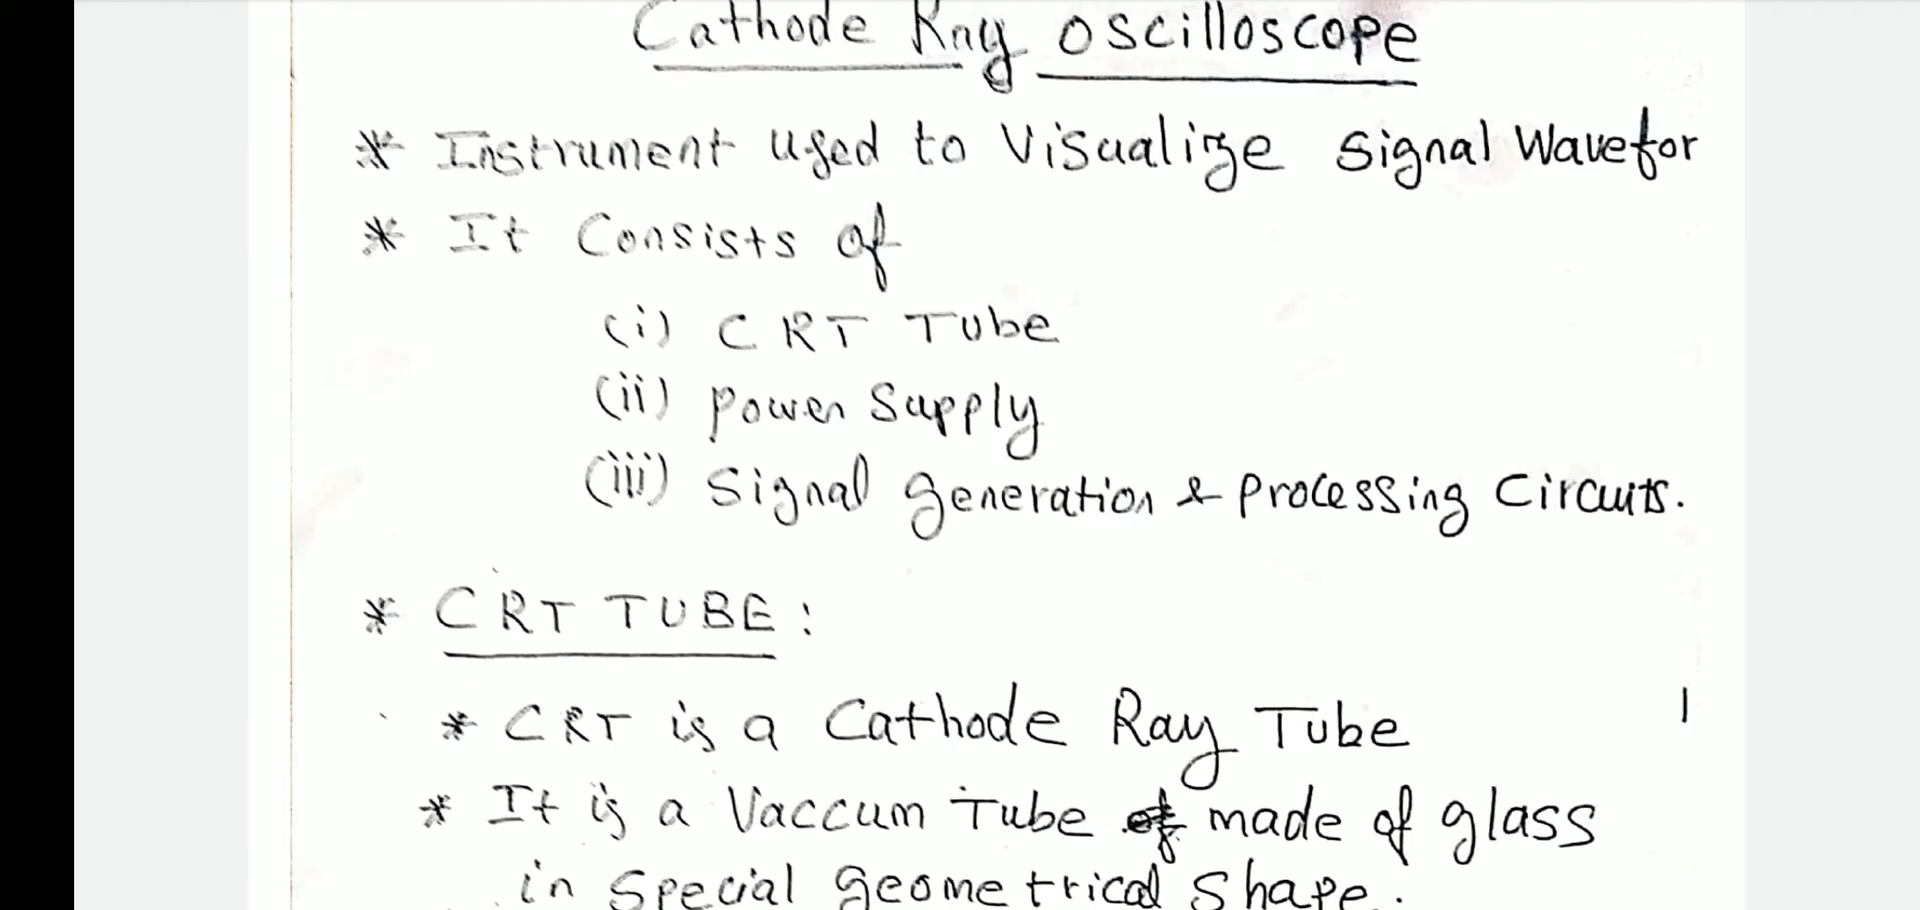 Cathode Ray Oscilloscope
* Instrument used to Visualize Signal Wavefor
* It Consists of
(i) CRT Tube
(ii) Power Supply
(iii) Signal generation & Processing Circuits.
* CRT TUBE:
* CRT is a Cathode Ray Tube
* It is a Vaccum Tube made of glass
in Special geometrical Shape.